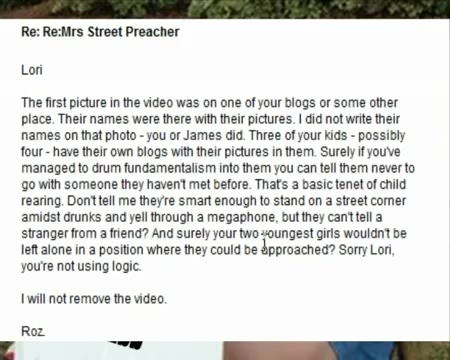 Re: Re:Mrs Street Preacher
Lori
The first picture in the video was on one of your blogs or some other
place. Their names were there with their pictures. I did not write their
names on that photo - you or James did. Three of your kids - possibly
four - have their own blogs with their pictures in them. Surely if you've
managed to drum fundamentalism into them you can tell them never to
go with someone they haven't met before. That's a basic tenet of child
rearing. Don't tell me they're smart enough to stand on a street corner
amidst drunks and yell through a megaphone, but they can't tell a
stranger from a friend? And surely your two youngest girls wouldn't be
left alone in a position where they could be approached? Sorry Lori,
you're not using logic.
I will not remove the video.
Roz.